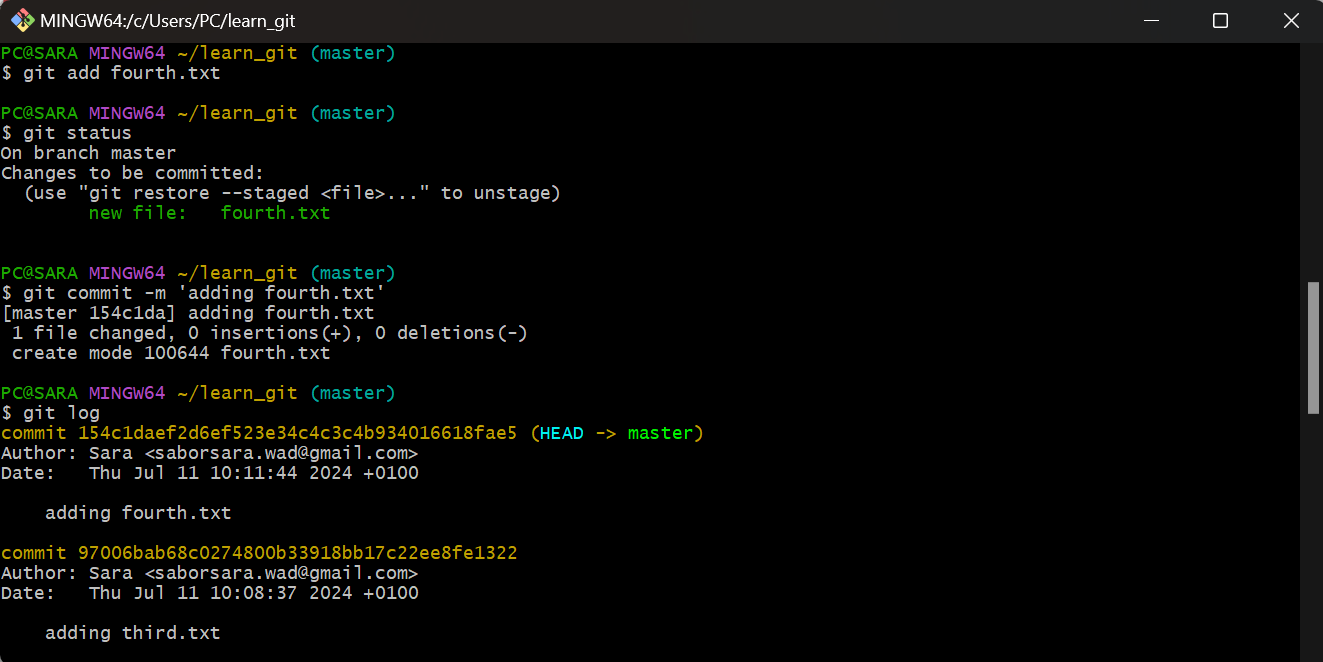 MINGW64:/c/Users/PC/learn_git
PC@SARA MINGW64 ~/learn_git (master)
$ git add fourth.txt
PC@SARA MINGW64 ~/learn_git (master)
$ git status
On branch master
Changes to be committed:
  (use "git restore --staged <file>..." to unstage)
        new file:   fourth.txt
PC@SARA MINGW64 ~/learn_git (master)
$ git commit -m 'adding fourth.txt'
[master 154c1da] adding fourth.txt
 1 file changed, 0 insertions(+), 0 deletions(-)
 create mode 100644 fourth.txt
PC@SARA MINGW64 ~/learn_git (master)
$ git log
commit 154c1daef2d6ef523e34c4c3c4b934016618fae5 (HEAD -> master)
Author: Sara <saborsara.wad@gmail.com>
Date:   Thu Jul 11 10:11:44 2024 +0100
    adding fourth.txt
commit 97006bab68c0274800b33918bb17c22ee8fe1322
Author: Sara <saborsara.wad@gmail.com>
Date:   Thu Jul 11 10:08:37 2024 +0100
    adding third.txt